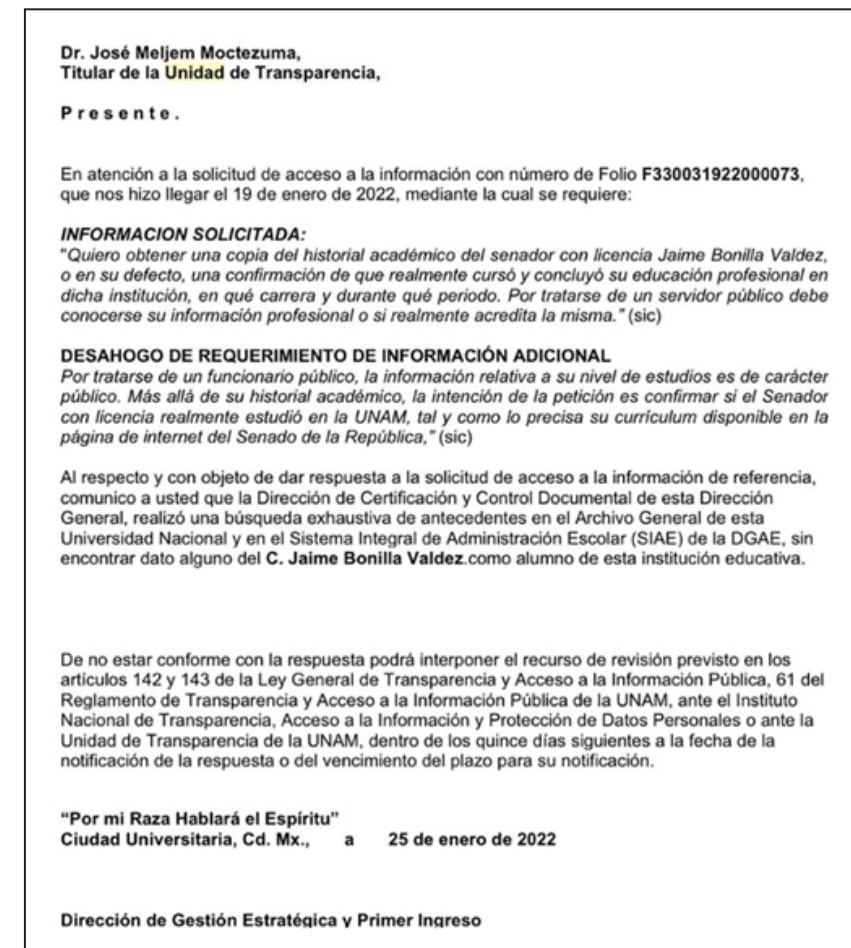 Dr. José Meljem Moctezuma,
Titular de la Unidad de Transparencia,
P r e s e n t e .
En atención a la solicitud de acceso a la información con número de Folio F330031922000073,
que nos hizo llegar el 19 de enero de 2022, mediante la cual se requiere:
INFORMACION SOLICITADA:
"Quiero obtener una copia del historial académico del senador con licencia Jaime Bonilla Valdez,
o en su defecto, una confirmación de que realmente cursó y concluyó su educación profesional en
dicha institución, en qué carrera y durante qué periodo. Por tratarse de un servidor público debe
conocerse su información profesional o si realmente acredita la misma." (sic)
DESAHOGO DE REQUERIMIENTO DE INFORMACIÓN ADICIONAL
Por tratarse de un funcionario público, la información relativa a su nivel de estudios es de carácter
público. Más allá de su historial académico, la intención de la petición es confirmar si el Senador
con licencia realmente estudió en la UNAM, tal y como lo precisa su currículum disponible en la
página de internet del Senado de la República," (sic)
Al respecto y con objeto de dar respuesta a la solicitud de acceso a la información de referencia,
comunico a usted que la Dirección de Certificación y Control Documental de esta Dirección
General, realizó una búsqueda exhaustiva de antecedentes en el Archivo General de esta
Universidad Nacional y en el Sistema Integral de Administración Escolar (SIAE) de la DGAE, sin
encontrar dato alguno del C. Jaime Bonilla Valdez.como alumno de esta institución educativa.
De no estar conforme con la respuesta podrá interponer el recurso de revisión previsto en los
artículos 142 y 143 de la Ley General de Transparencia y Acceso a la Información Pública, 61 del
Reglamento de Transparencia y Acceso a la Información Pública de la UNAM, ante el Instituto
Nacional de Transparencia, Acceso a la Información y Protección de Datos Personales o ante la
Unidad de Transparencia de la UNAM, dentro de los quince días siguientes a la fecha de la
notificación de la respuesta o del vencimiento del plazo para su notificación.
“Por mi Raza Hablará el Espíritu”
Ciudad Universitaria, Cd. Mx., a 25 de enero de 2022
Dirección de Gestión Estratégica y Primer Ingreso